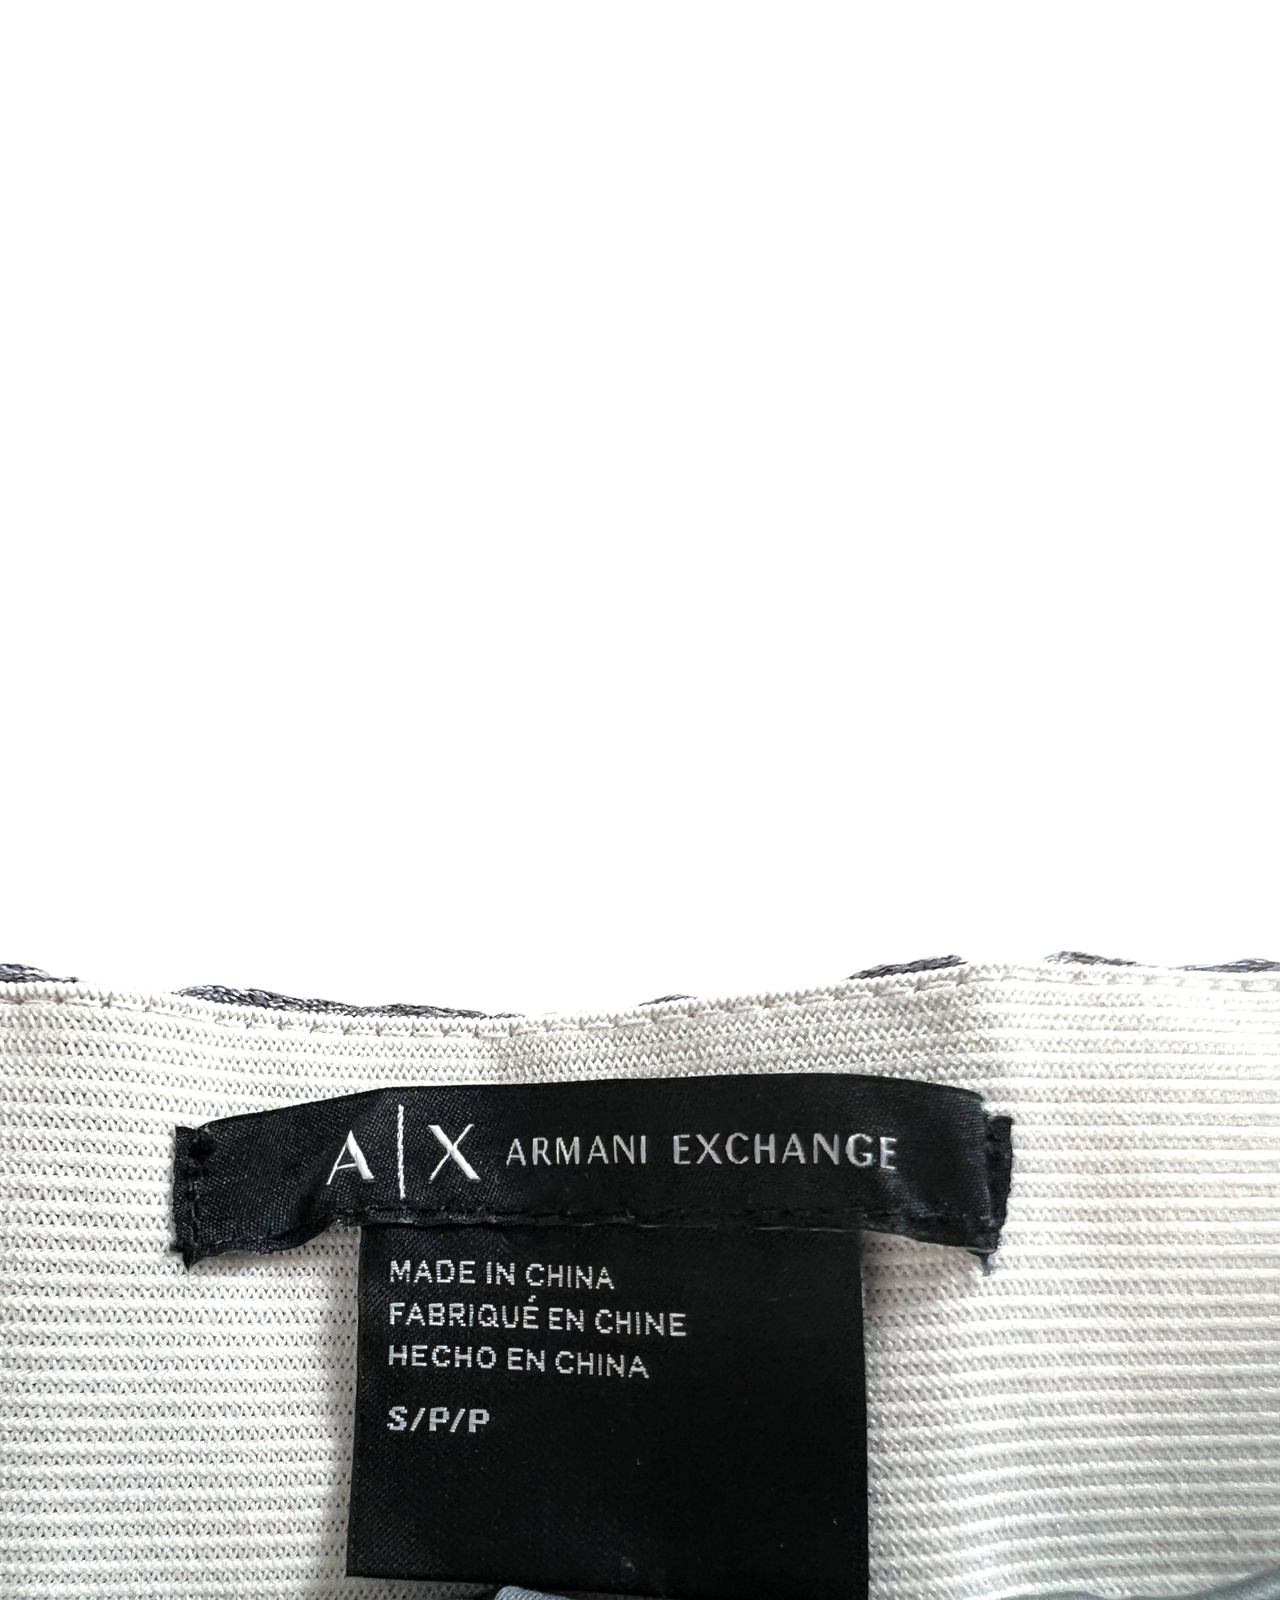 A|X ARMANI EXCHANGE
MADE IN CHINA
FABRIQUÉ EN CHINE
HECHO EN CHINA
S/P/P